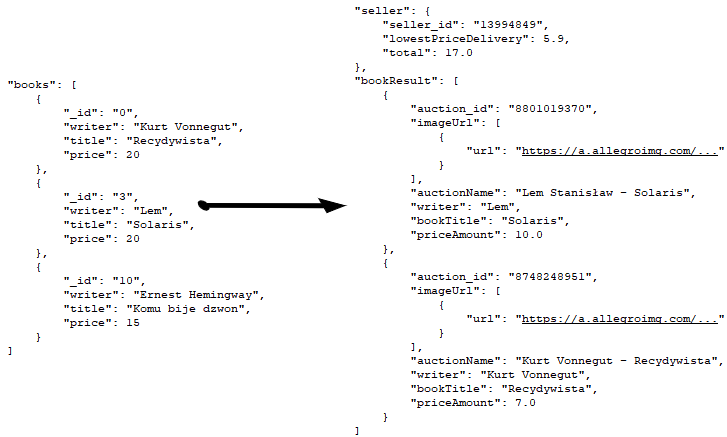 "books": [
    {
        "_id": "0",
        "writer": "Kurt Vonnegut",
        "title": "Recydywista",
        "price": 20
    },
    {
        "_id": "3",
        "writer": "Lem",
        "title": "Solaris",
        "price": 20
    },
    {
        "_id": "10",
        "writer": "Ernest Hemingway",
        "title": "Komu bije dzwon",
        "price": 15
    }
]
"seller": {
    "seller_id": "13994849",
    "lowestPriceDelivery": 5.9,
    "total": 17.0
},
"bookResult": [
    {
        "auction_id": "8801019370",
        "imageUrl": [
            {
                "url": "https://a.allegroimg.com/..."
            }
        ],
        "auctionName": "Lem Stanisław – Solaris",
        "writer": "Lem",
        "bookTitle": "Solaris",
        "priceAmount": 10.0
    },
    {
        "auction_id": "8748248951",
        "imageUrl": [
            {
                "url": "https://a.allegroimg.com/..."
            }
        ],
        "auctionName": "Kurt Vonnegut – Recydywista",
        "writer": "Kurt Vonnegut",
        "bookTitle": "Recydywista",
        "priceAmount": 7.0
    }
]